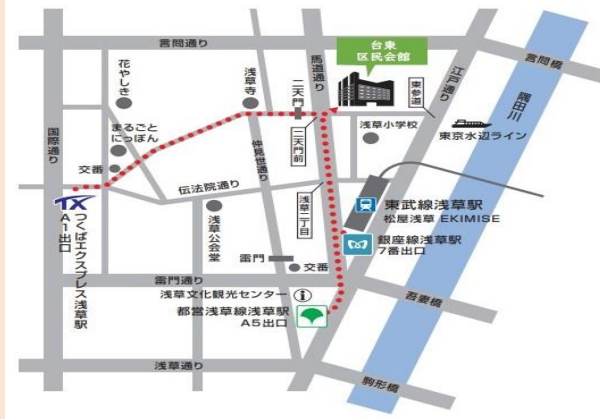 言問り通り
馬道通り
台東
区民会館
花やしき
浅草寺
二天門
江戸通り
言問橋
隅田川
東参道
東京水辺ライン
国際通り
まるごと
にっぽん
二天門前
浅草小学校
交番
仲見世通り
伝法院通り
浅草二丁目
東武線浅草駅
松屋浅草 EKIMISE
TX
つくばエクスプレス浅草駅
A1出口
浅草公会堂
銀座線浅草駅
7番出口
雷門
交番
雷門通り
浅草文化観光センター
i
吾妻橋
都営浅草線浅草駅
A5出口
浅草通り
駒形橋